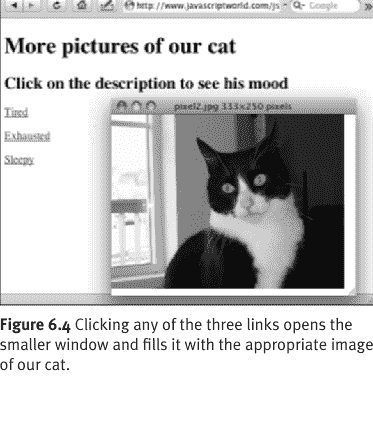 http://www.javascriptworld.com/js
Google
More pictures of our cat
Click on the description to see his mood
pixel2.jpg 333×250 pixels
Tired
Exhausted
Sleepy
Figure 6.4 Clicking any of the three links opens the
smaller window and fills it with the appropriate image
of our cat.